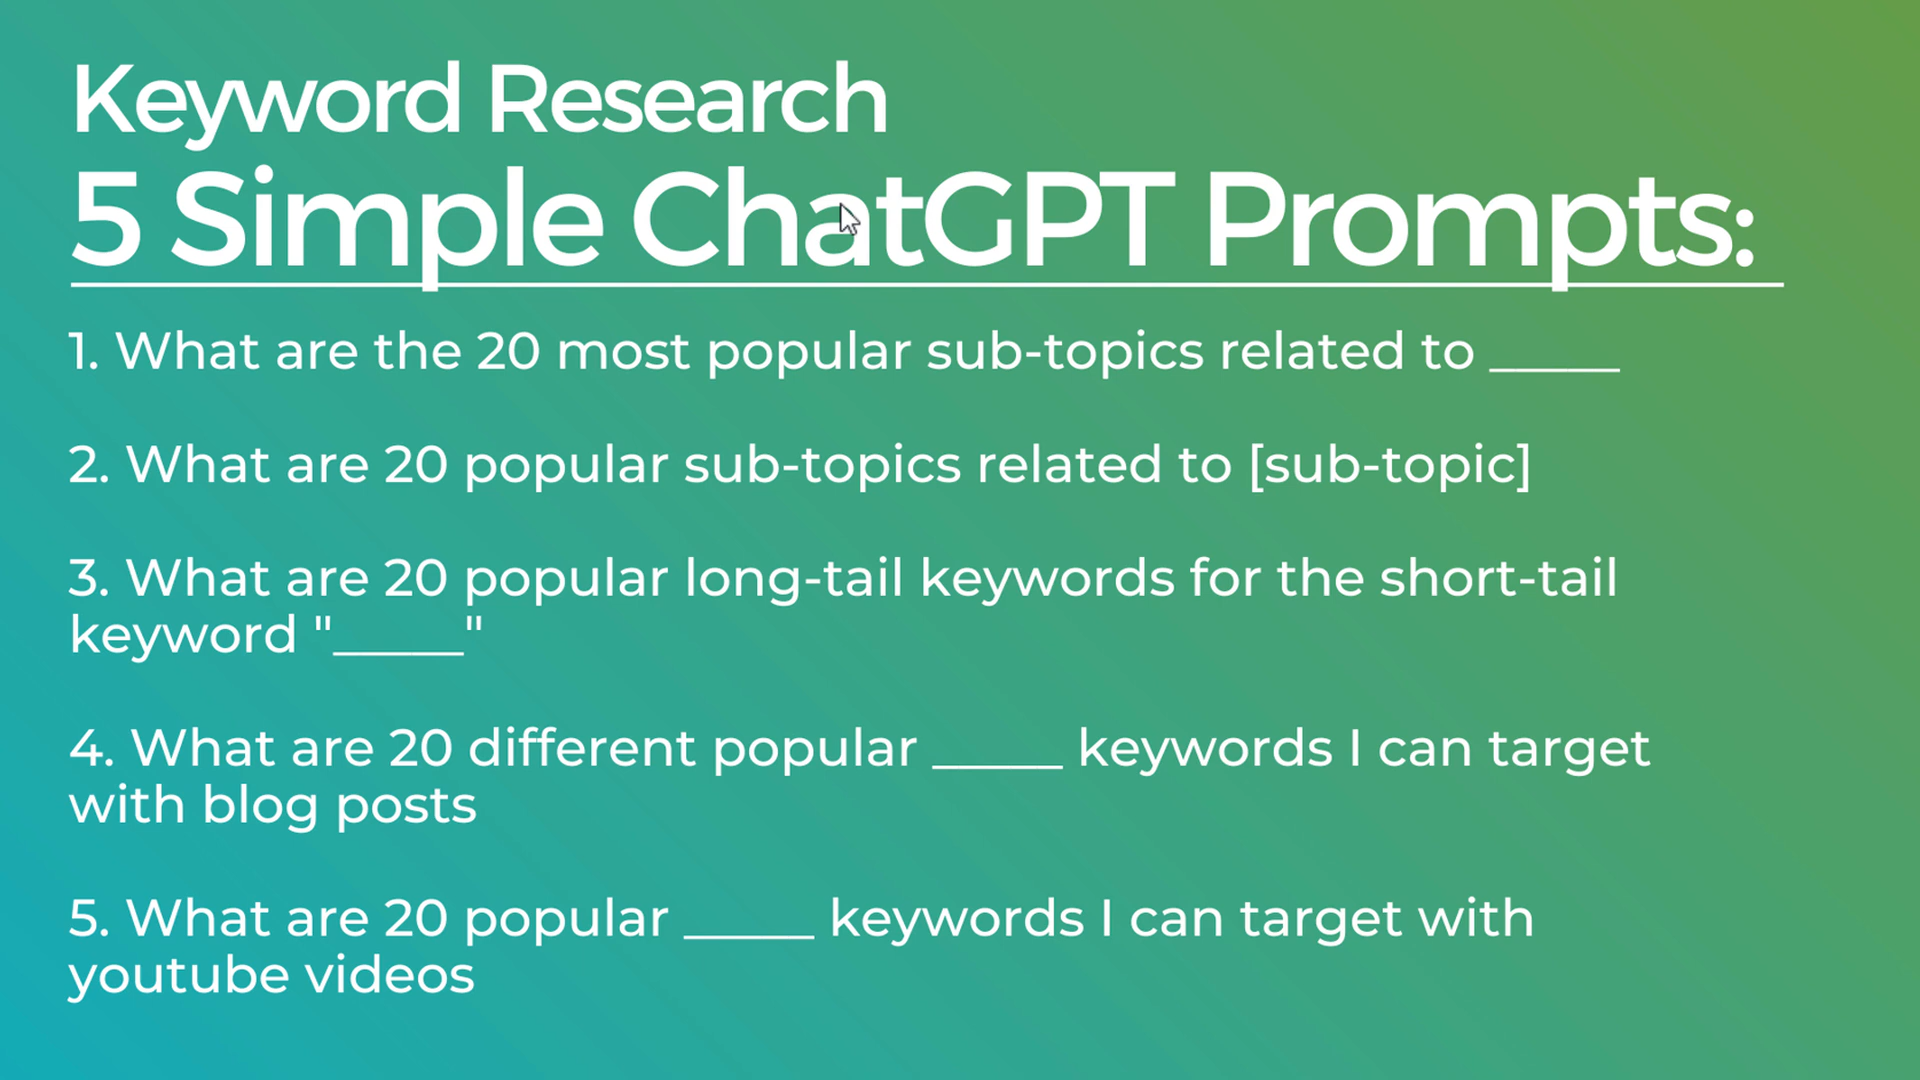 Keyword Research
5 Simple ChatGPT Prompts:
1. What are the 20 most popular sub-topics related to _____
2. What are 20 popular sub-topics related to [sub-topic]
3. What are 20 popular long-tail keywords for the short-tail
keyword "_____"
4. What are 20 different popular _____ keywords I can target
with blog posts
5. What are 20 popular _____ keywords I can target with
youtube videos